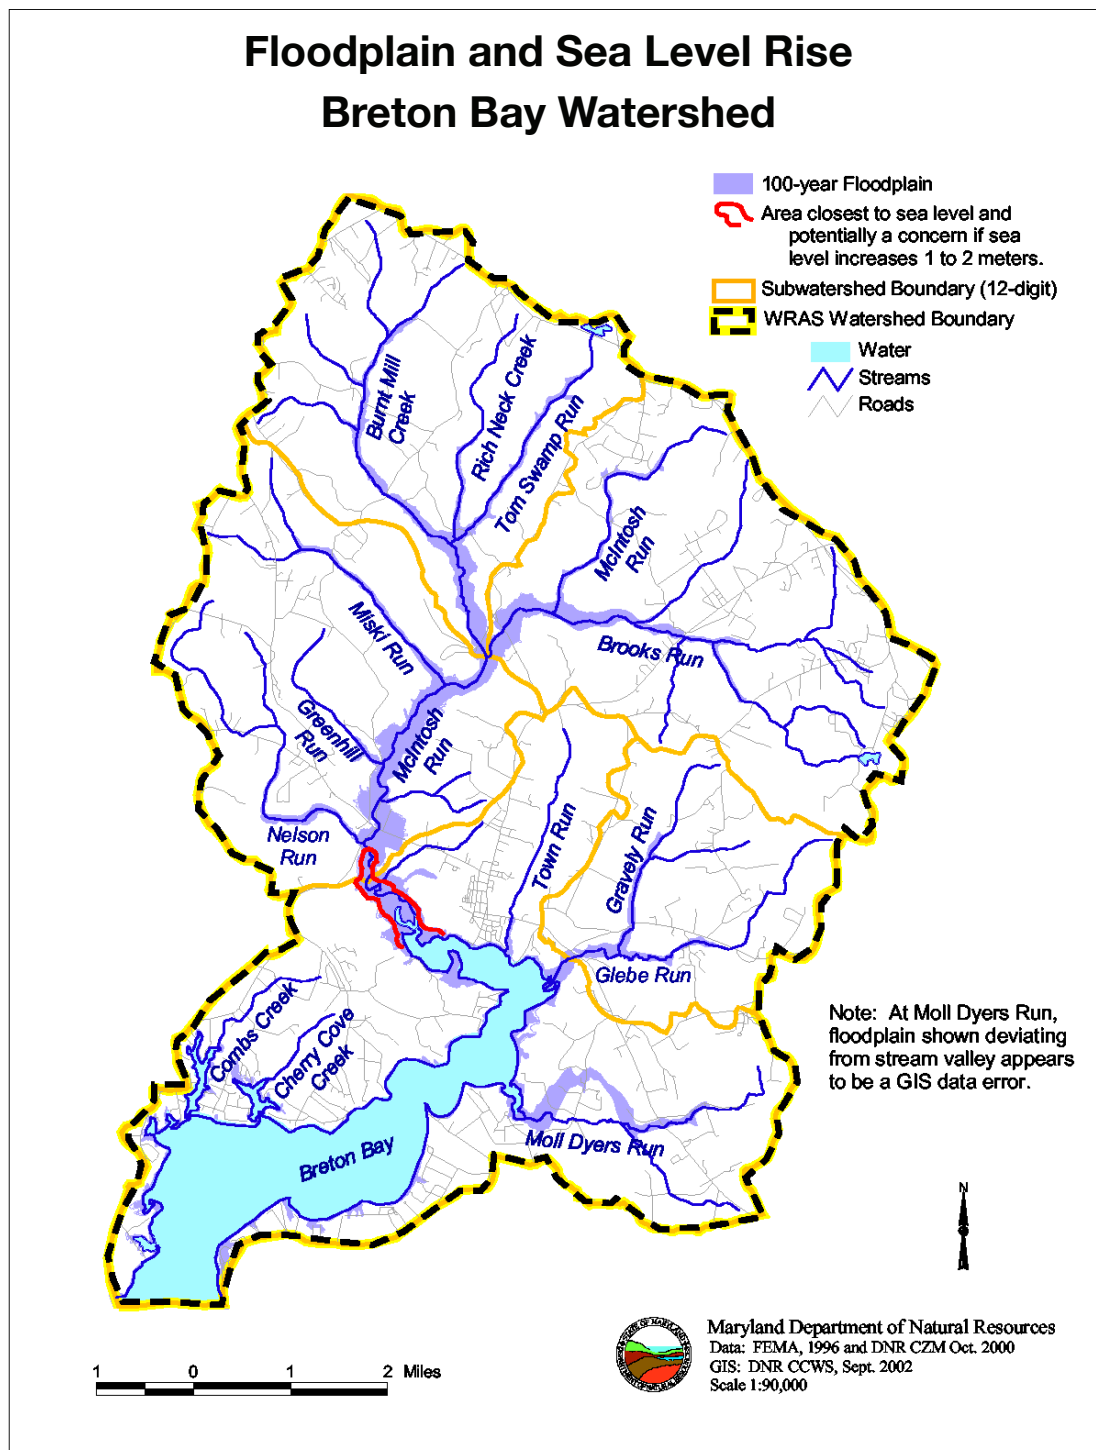 Floodplain and Sea Level Rise
Breton Bay Watershed
100-year Floodplain
Area closest to sea level and
potentially a concern if sea
level increases 1 to 2 meters.
Subwatershed Boundary (12-digit)
WRAS Watershed Boundary
Water
Streams
Roads
Burnt Mill
Creek
Rich Neck Creek
Tom Swamp Run
McIntosh
Run
Brooks Run
Miski Run
Greenhill
Run
McIntosh
Run
Nelson
Run
Town Run
Gravely Run
Glebe Run
Combs Creek
Cherry Cove
Creek
Breton Bay
Moll Dyers Run
Note: At Moll Dyers Run,
floodplain shown deviating
from stream valley appears
to be a GIS data error.
N
Maryland Department of Natural Resources
Data: FEMA, 1996 and DNR CZM Oct. 2000
GIS: DNR CCWS, Sept. 2002
Scale 1:90,000
1 0 1 2 Miles